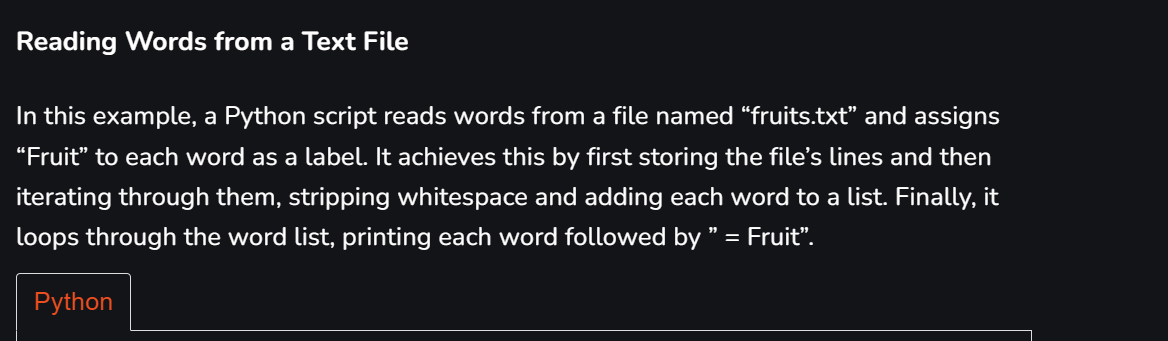 Reading Words from a Text File
In this example, a Python script reads words from a file named “fruits.txt” and assigns
“Fruit” to each word as a label. It achieves this by first storing the file’s lines and then
iterating through them, stripping whitespace and adding each word to a list. Finally, it
loops through the word list, printing each word followed by ” = Fruit”.
Python